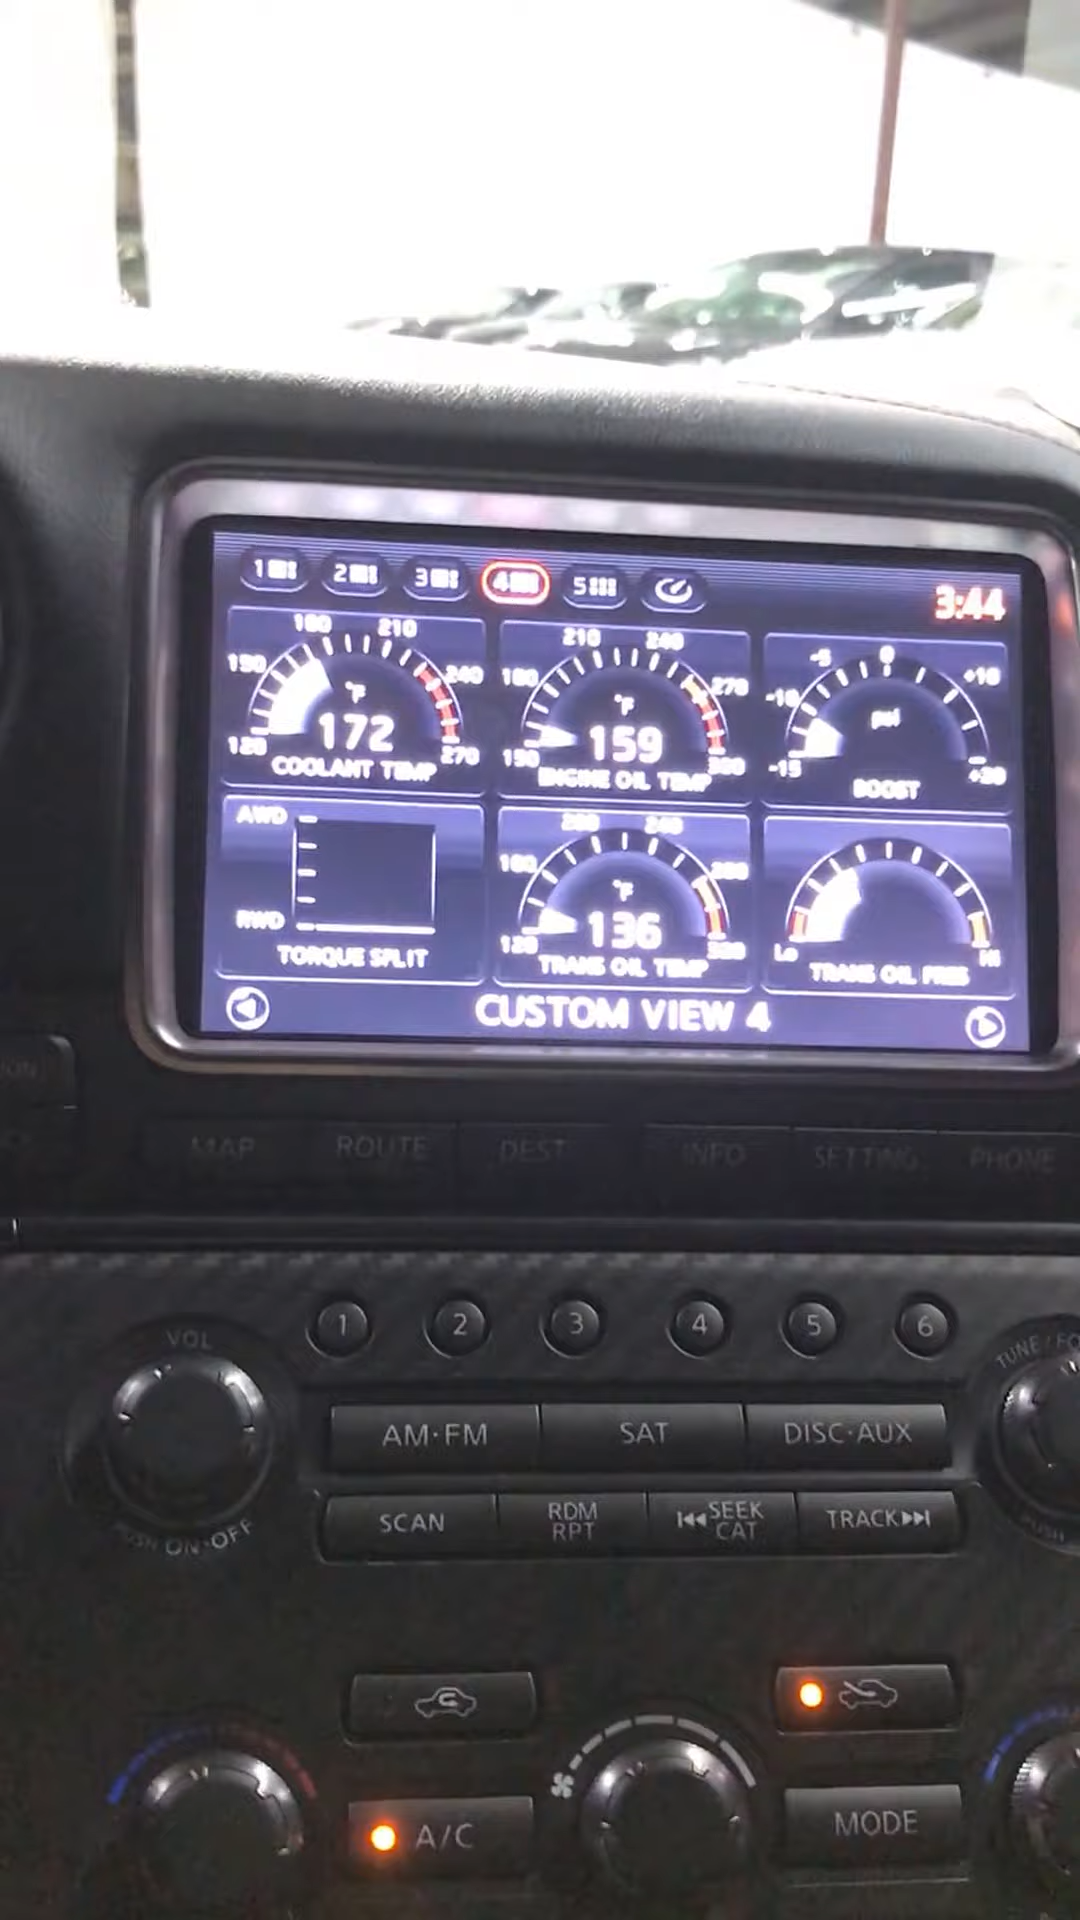 1 2 3 4 5
3:44
180 210
150 240
°F
172
120 270
COOLANT TEMP
210 240
180 270
°F
159
150 300
ENGINE OIL TEMP
-5 0
-10 +10
psi
-15 +20
BOOST
AWD
RWD
TORQUE SPLIT
200 240
160
°F
136
120
TRANS OIL TEMP
Lo Hi
TRANS OIL PRES
CUSTOM VIEW 4
MAP ROUTE DEST INFO SETTING PHONE
1 2 3 4 5 6
VOL
TUNE / FO
AM·FM SAT DISC·AUX
SCAN RDM RPT SEEK CAT TRACK
PUSH ON·OFF
PUSH
A/C
MODE